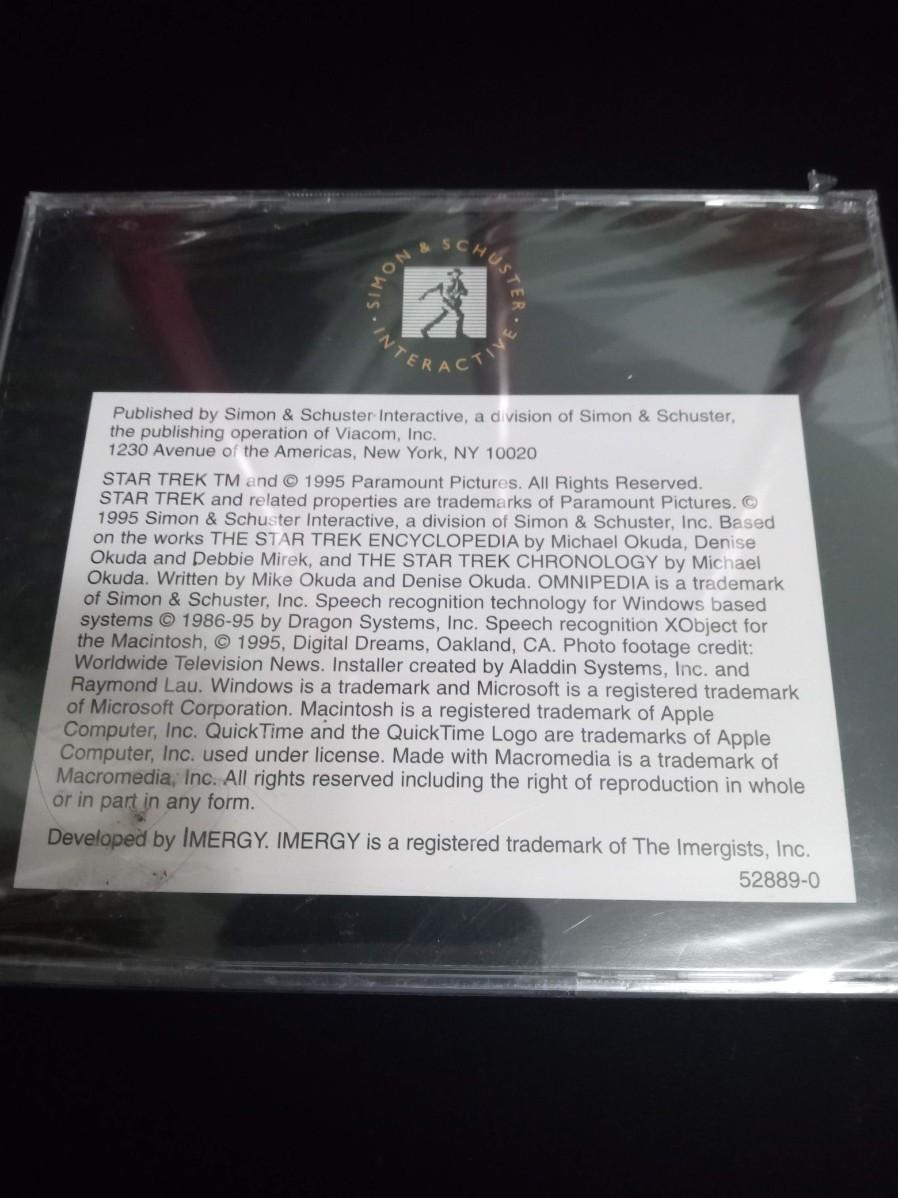 SIMON & SCHUSTER
INTERACTIVE
Published by Simon & Schuster Interactive, a division of Simon & Schuster,
the publishing operation of Viacom, Inc.
1230 Avenue of the Americas, New York, NY 10020
STAR TREK TM and © 1995 Paramount Pictures. All Rights Reserved.
STAR TREK and related properties are trademarks of Paramount Pictures. ©
1995 Simon & Schuster Interactive, a division of Simon & Schuster, Inc. Based
on the works THE STAR TREK ENCYCLOPEDIA by Michael Okuda, Denise
Okuda and Debbie Mirek, and THE STAR TREK CHRONOLOGY by Michael
Okuda. Written by Mike Okuda and Denise Okuda. OMNIPEDIA is a trademark
of Simon & Schuster, Inc. Speech recognition technology for Windows based
systems © 1986-95 by Dragon Systems, Inc. Speech recognition XObject for
the Macintosh, © 1995, Digital Dreams, Oakland, CA. Photo footage credit:
Worldwide Television News. Installer created by Aladdin Systems, Inc. and
Raymond Lau. Windows is a trademark and Microsoft is a registered trademark
of Microsoft Corporation. Macintosh is a registered trademark of Apple
Computer, Inc. QuickTime and the QuickTime Logo are trademarks of Apple
Computer, Inc. used under license. Made with Macromedia is a trademark of
Macromedia, Inc. All rights reserved including the right of reproduction in whole
or in part in any form.
Developed by IMERGY. IMERGY is a registered trademark of The Imergists, Inc.
52889-0